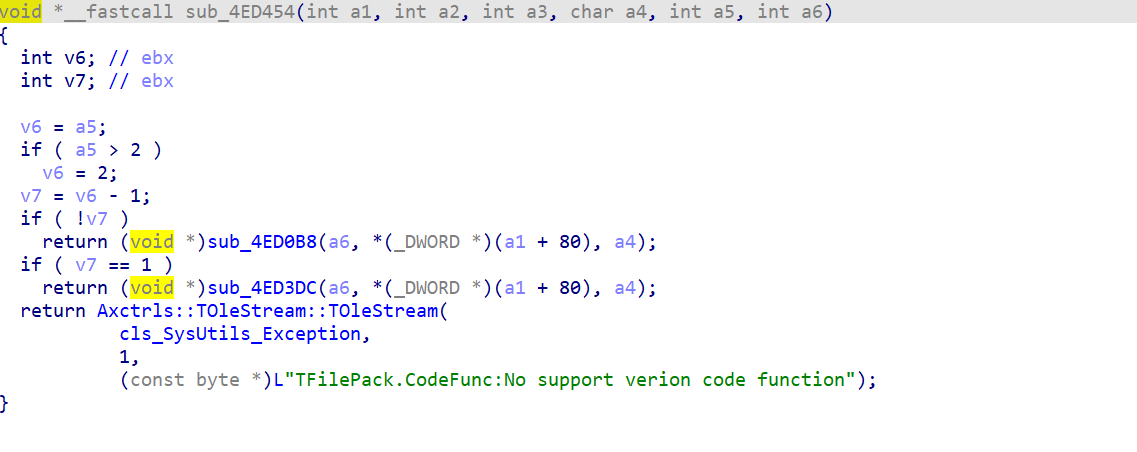 void *__fastcall sub_4ED454(int a1, int a2, int a3, char a4, int a5, int a6)
{
  int v6; // ebx
  int v7; // ebx

  v6 = a5;
  if ( a5 > 2 )
    v6 = 2;
  v7 = v6 - 1;
  if ( !v7 )
    return (void *)sub_4ED0B8(a6, *(_DWORD *)(a1 + 80), a4);
  if ( v7 == 1 )
    return (void *)sub_4ED3DC(a6, *(_DWORD *)(a1 + 80), a4);
  return Axctrls::TOleStream::TOleStream(
           cls_SysUtils_Exception,
           1,
           (const byte *)L"TFilePack.CodeFunc:No support verion code function");
}